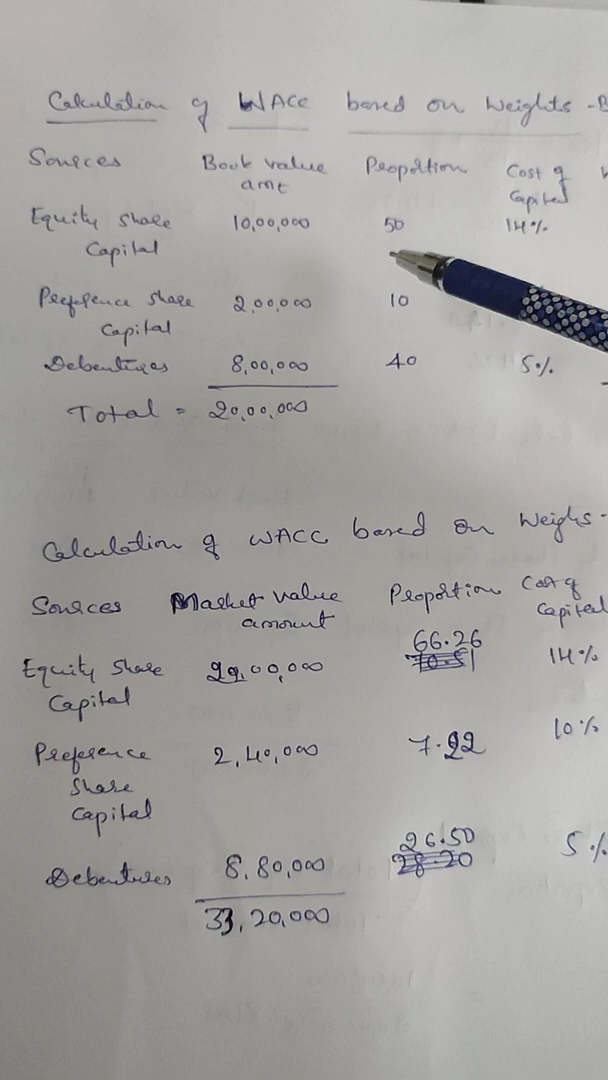 Calculation of WACC based on Weights - B
Sources Book value Proportion Cost of
amt Capital
Equity share 10,00,000 50 14%
Capital
Preference share 2,00,000 10
Capital
Debentures 8,00,000 40 5%
Total = 20,00,000
Calculation of WACC based on Weighs -
Sources Market value Proportion Cost of
amount Capital
66.26
Equity Share 22,00,000 70.51 14%
Capital
Preference 2,40,000 7.22 10%
Share
Capital
26.50
Debentures 8,80,000 28.20 5%
33,20,000